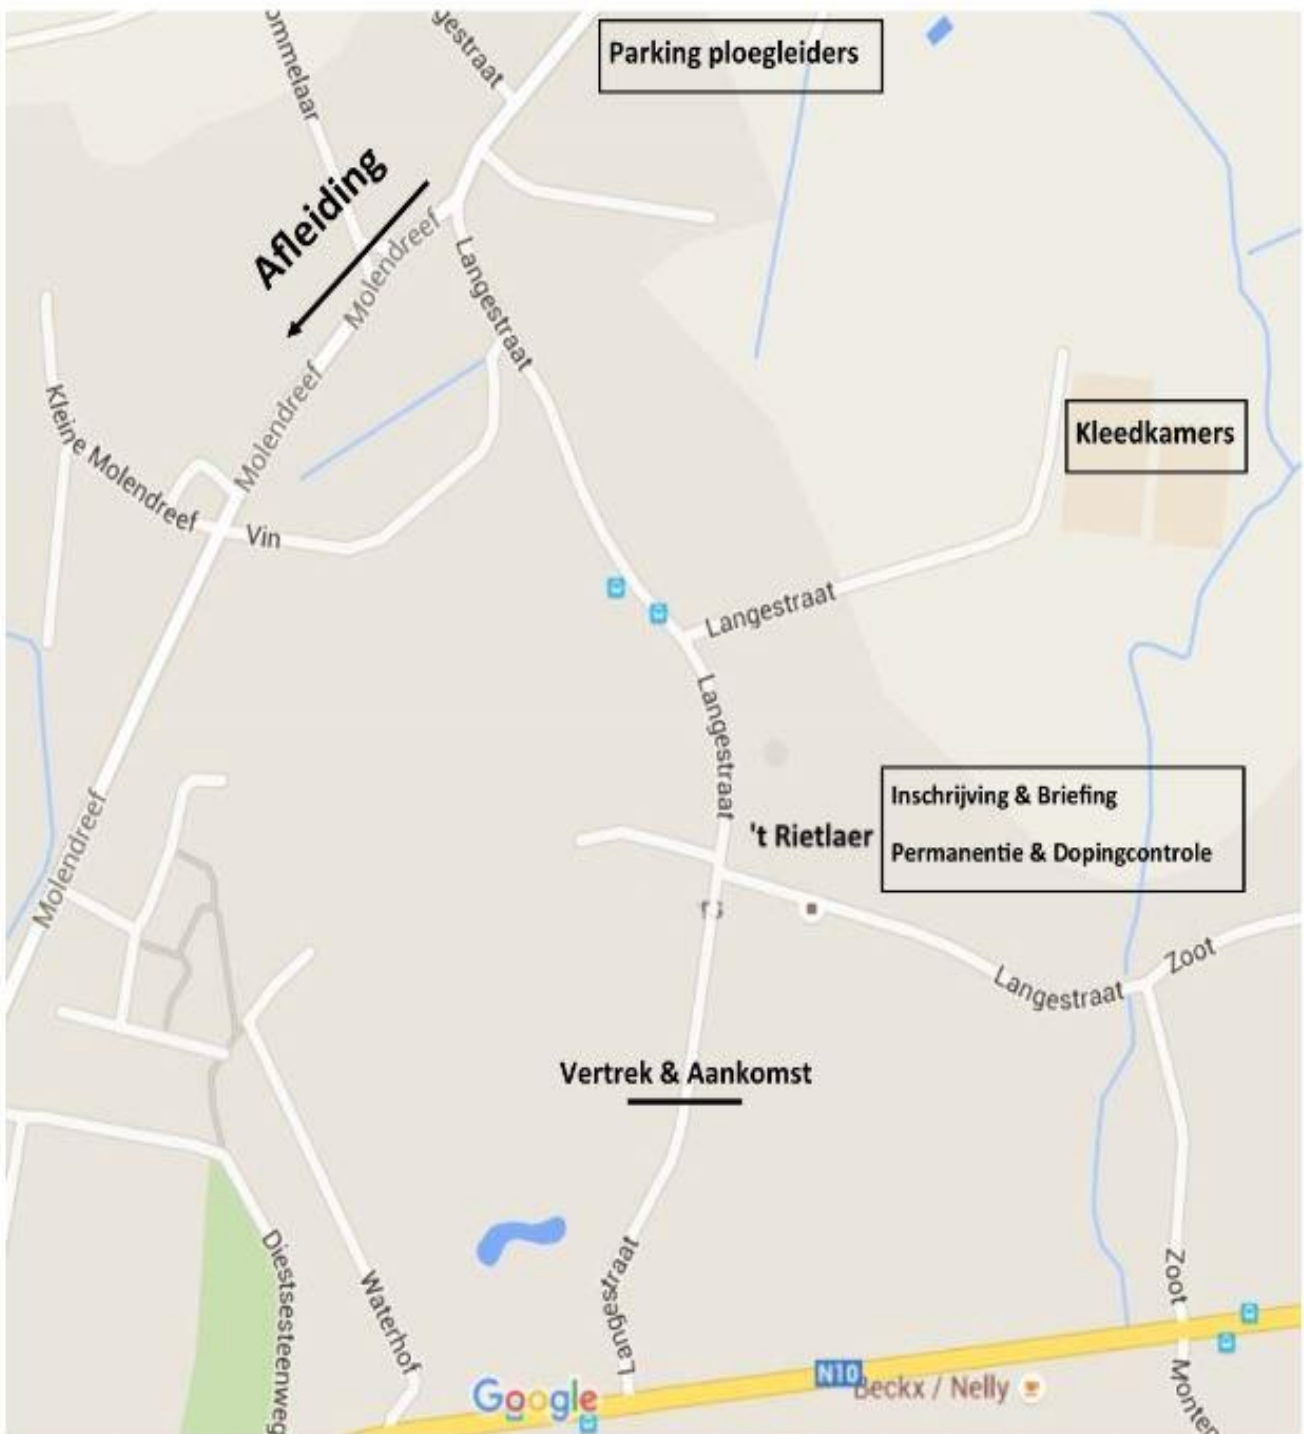 ommelaar
gestraat
Parking ploegleiders
Afleiding
Molendreef
Langestraat
Molendreef
Kleine Molendreef
Kleedkamers
Vin
Langestraat
Langestraat
Molendreef
't Rietlaer
Inschrijving & Briefing
Permanentie & Dopingcontrole
Zoot
Langestraat
Vertrek & Aankomst
Langestraat
Diestsesteenweg
Waterhof
Zoot
N10
Google
Beckx / Nelly
Monten